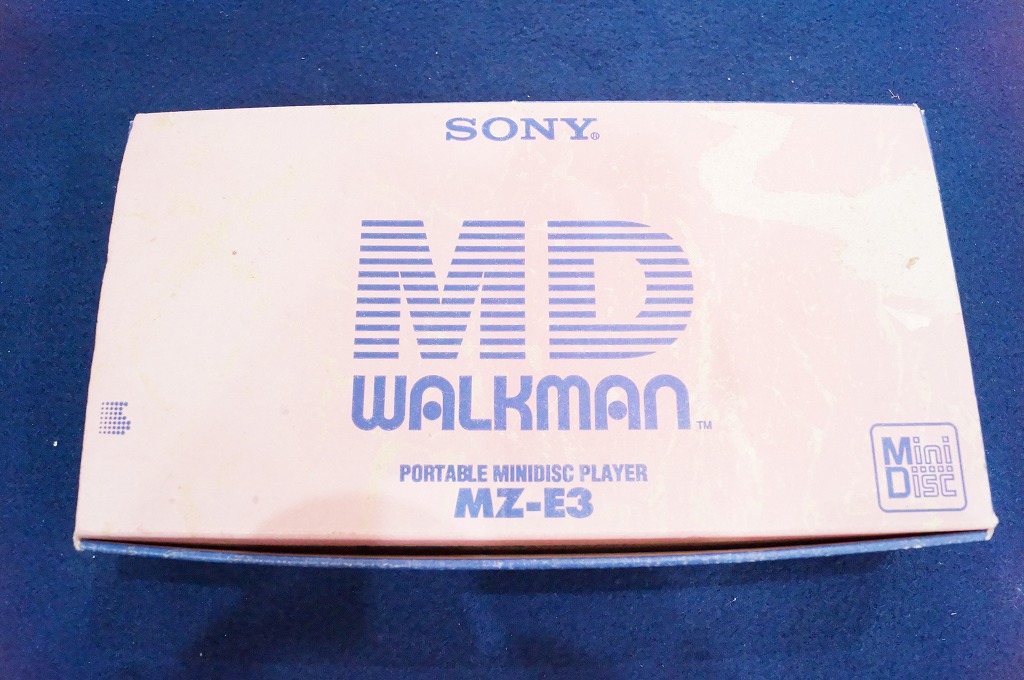 SONY®
MD
WALKMAN™
PORTABLE MINIDISC PLAYER
MZ-E3
Mini
Disc